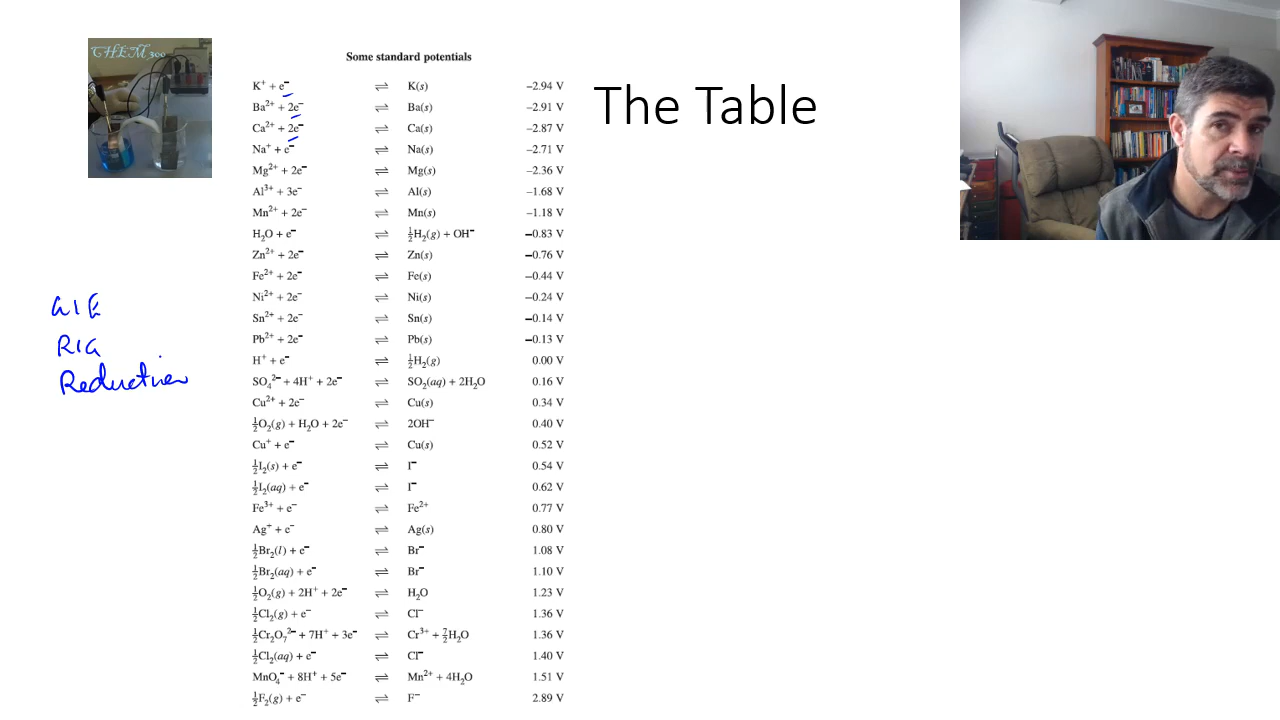 CHEM 300
Some standard potentials
The Table
K⁺ + e⁻ ⇌ K(s) −2.94 V
Ba²⁺ + 2e⁻ ⇌ Ba(s) −2.91 V
Ca²⁺ + 2e⁻ ⇌ Ca(s) −2.87 V
Na⁺ + e⁻ ⇌ Na(s) −2.71 V
Mg²⁺ + 2e⁻ ⇌ Mg(s) −2.36 V
Al³⁺ + 3e⁻ ⇌ Al(s) −1.68 V
Mn²⁺ + 2e⁻ ⇌ Mn(s) −1.18 V
H₂O + e⁻ ⇌ ½H₂(g) + OH⁻ −0.83 V
Zn²⁺ + 2e⁻ ⇌ Zn(s) −0.76 V
Fe²⁺ + 2e⁻ ⇌ Fe(s) −0.44 V
Ni²⁺ + 2e⁻ ⇌ Ni(s) −0.24 V
Sn²⁺ + 2e⁻ ⇌ Sn(s) −0.14 V
Pb²⁺ + 2e⁻ ⇌ Pb(s) −0.13 V
H⁺ + e⁻ ⇌ ½H₂(g) 0.00 V
SO₄²⁻ + 4H⁺ + 2e⁻ ⇌ SO₂(aq) + 2H₂O 0.16 V
Cu²⁺ + 2e⁻ ⇌ Cu(s) 0.34 V
½O₂(g) + H₂O + 2e⁻ ⇌ 2OH⁻ 0.40 V
Cu⁺ + e⁻ ⇌ Cu(s) 0.52 V
½I₂(s) + e⁻ ⇌ I⁻ 0.54 V
½I₂(aq) + e⁻ ⇌ I⁻ 0.62 V
Fe³⁺ + e⁻ ⇌ Fe²⁺ 0.77 V
Ag⁺ + e⁻ ⇌ Ag(s) 0.80 V
½Br₂(l) + e⁻ ⇌ Br⁻ 1.08 V
½Br₂(aq) + e⁻ ⇌ Br⁻ 1.10 V
½O₂(g) + 2H⁺ + 2e⁻ ⇌ H₂O 1.23 V
½Cl₂(g) + e⁻ ⇌ Cl⁻ 1.36 V
½Cr₂O₇²⁻ + 7H⁺ + 3e⁻ ⇌ Cr³⁺ + 7/2H₂O 1.36 V
½Cl₂(aq) + e⁻ ⇌ Cl⁻ 1.40 V
MnO₄⁻ + 8H⁺ + 5e⁻ ⇌ Mn²⁺ + 4H₂O 1.51 V
½F₂(g) + e⁻ ⇌ F⁻ 2.89 V
RIG
Reduction